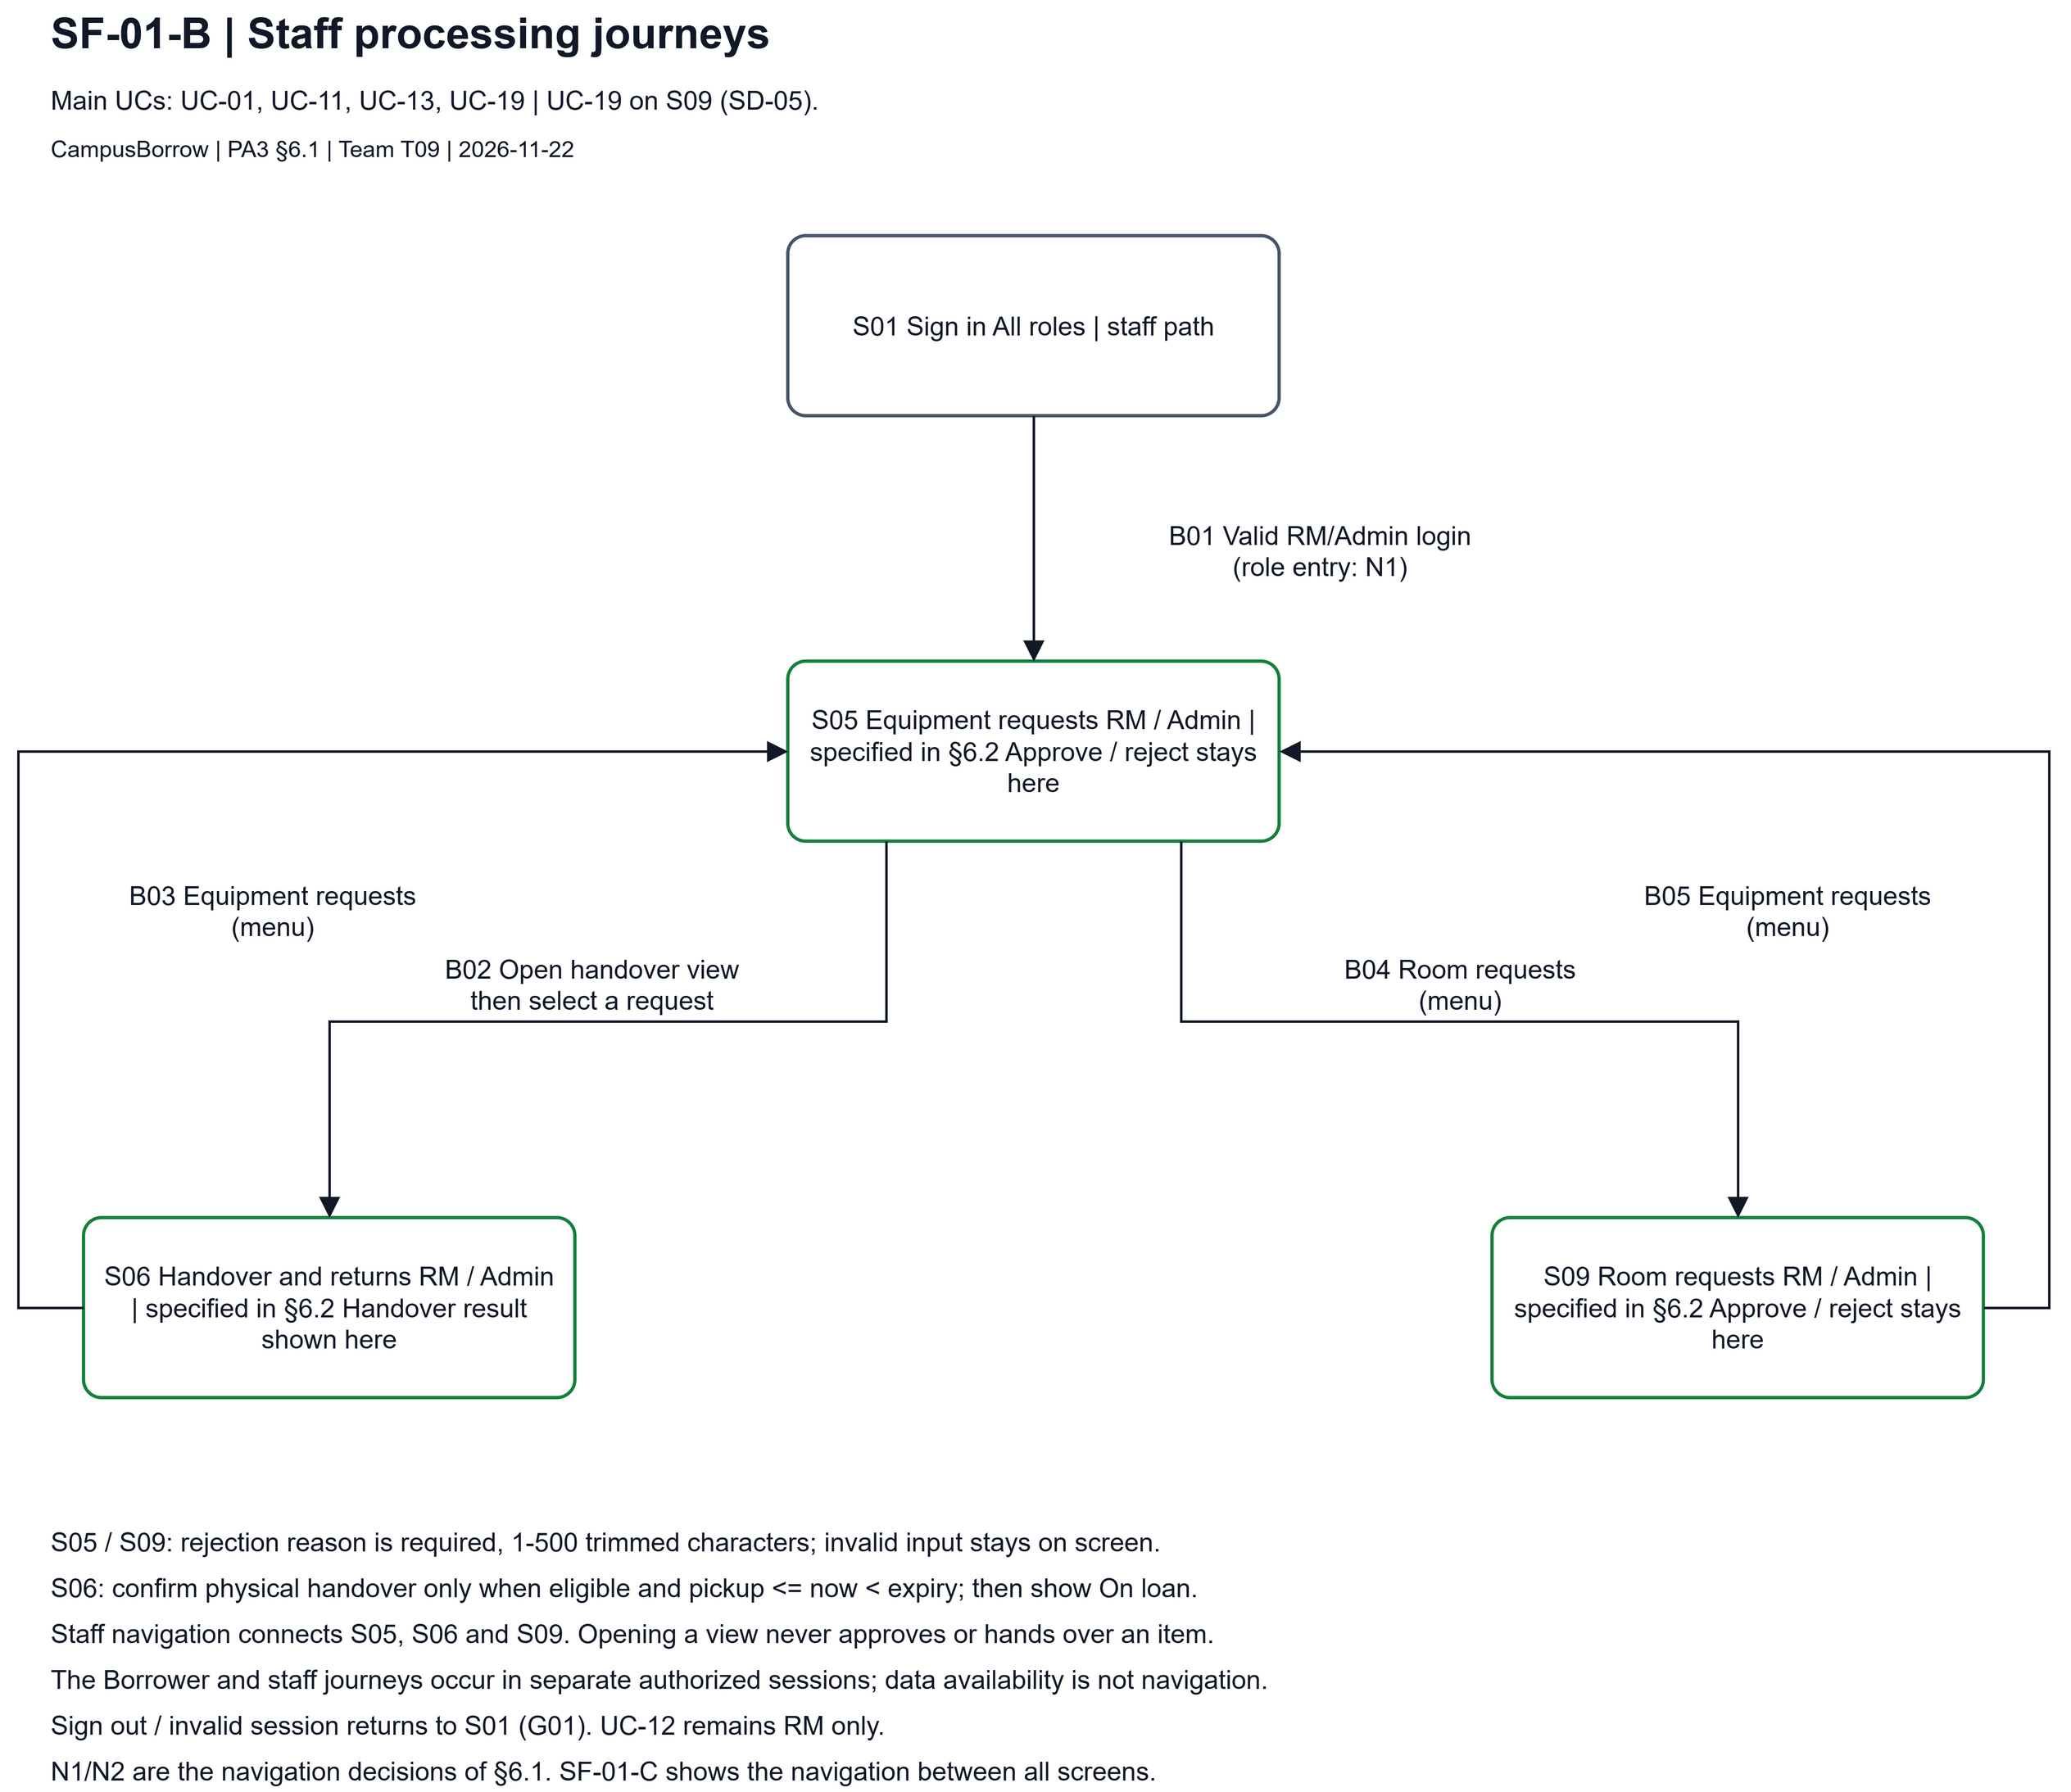 SF-01-B | Staff processing journeys
Main UCs: UC-01, UC-11, UC-13, UC-19 | UC-19 on S09 (SD-05).
CampusBorrow | PA3 §6.1 | Team T09 | 2026-11-22
S01 Sign in All roles | staff path
B01 Valid RM/Admin login
(role entry: N1)
S05 Equipment requests RM / Admin |
specified in §6.2 Approve / reject stays
here
B03 Equipment requests
(menu)
B05 Equipment requests
(menu)
B02 Open handover view
then select a request
B04 Room requests
(menu)
S06 Handover and returns RM / Admin
| specified in §6.2 Handover result
shown here
S09 Room requests RM / Admin |
specified in §6.2 Approve / reject stays
here
S05 / S09: rejection reason is required, 1-500 trimmed characters; invalid input stays on screen.
S06: confirm physical handover only when eligible and pickup <= now < expiry; then show On loan.
Staff navigation connects S05, S06 and S09. Opening a view never approves or hands over an item.
The Borrower and staff journeys occur in separate authorized sessions; data availability is not navigation.
Sign out / invalid session returns to S01 (G01). UC-12 remains RM only.
N1/N2 are the navigation decisions of §6.1. SF-01-C shows the navigation between all screens.